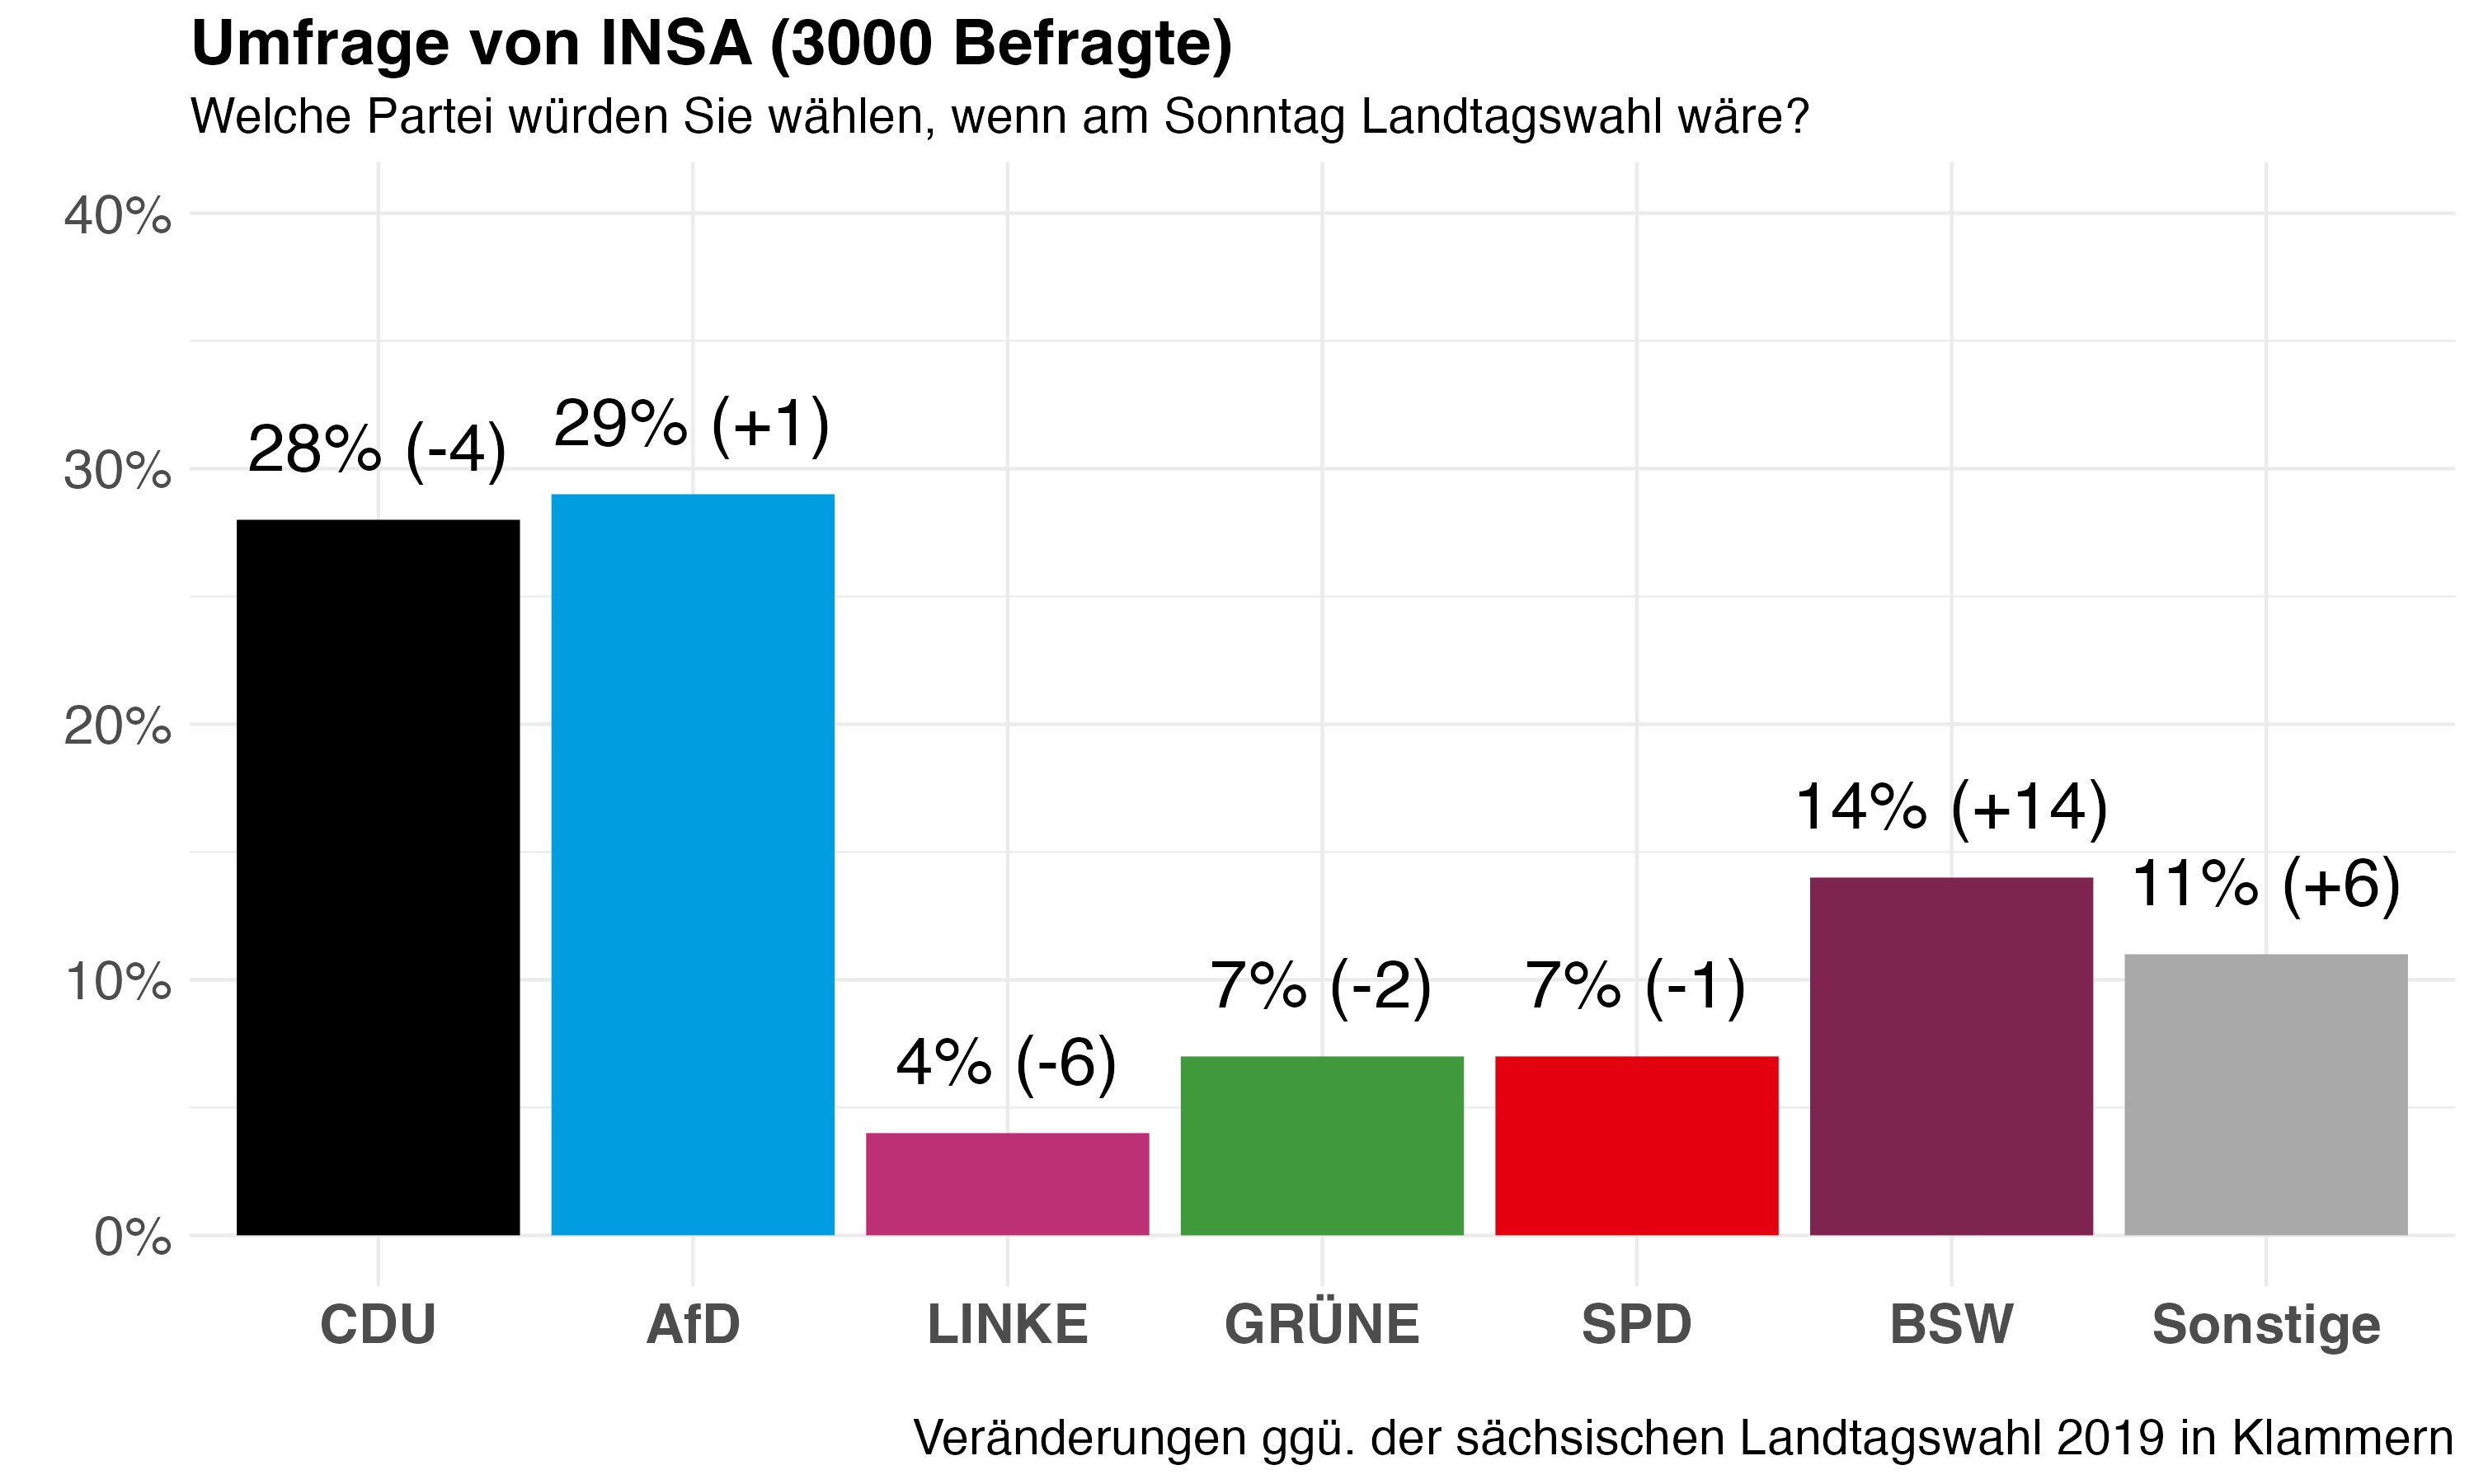 Umfrage von INSA (3000 Befragte)
Welche Partei würden Sie wählen, wenn am Sonntag Landtagswahl wäre?
40%
30%
20%
10%
0%
28% (-4)
29% (+1)
4% (-6)
7% (-2)
7% (-1)
14% (+14)
11% (+6)
CDU
AfD
LINKE
GRÜNE
SPD
BSW
Sonstige
Veränderungen ggü. der sächsischen Landtagswahl 2019 in Klammern